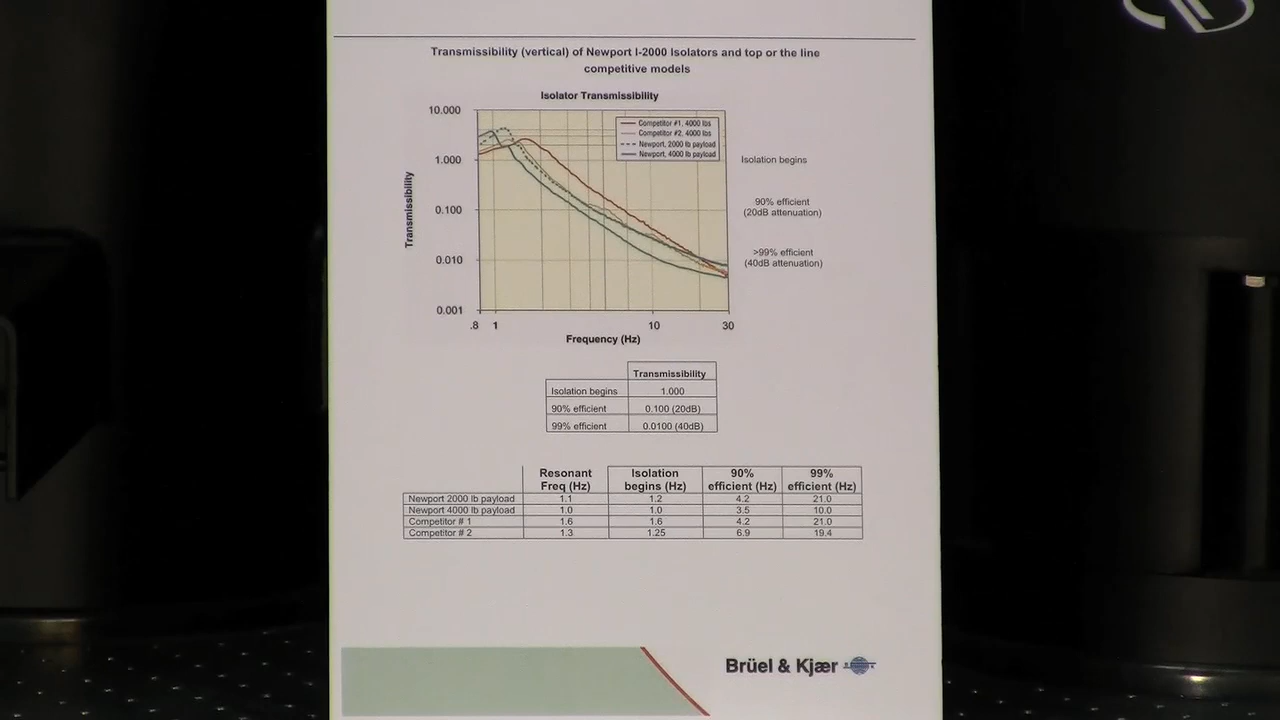 Transmissibility (vertical) of Newport I-2000 Isolators and top or the line
competitive models
Isolator Transmissibility
10.000
1.000
0.100
0.010
0.001
Transmissibility
.8 1 10 30
Frequency (Hz)
Competitor #1, 4000 lbs
Competitor #2, 4000 lbs
Newport, 2000 lb payload
Newport, 4000 lb payload
Isolation begins
90% efficient
(20dB attenuation)
>99% efficient
(40dB attenuation)
Transmissibility
Isolation begins 1.000
90% efficient 0.100 (20dB)
99% efficient 0.0100 (40dB)
Resonant Isolation 90% 99%
Freq (Hz) begins (Hz) efficient (Hz) efficient (Hz)
Newport 2000 lb payload 1.1 1.2 4.2 21.0
Newport 4000 lb payload 1.0 1.0 3.5 10.0
Competitor # 1 1.6 1.6 4.2 21.0
Competitor # 2 1.3 1.25 6.9 19.4
Brüel & Kjær